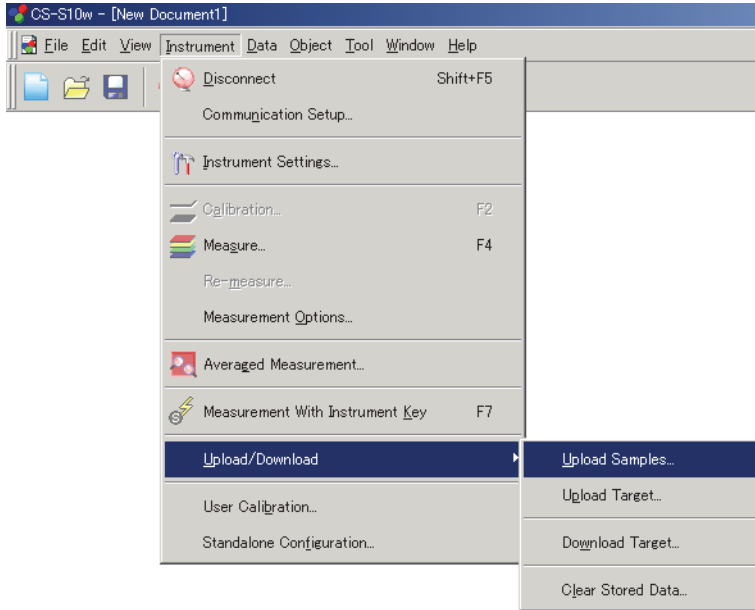 CS-S10w - [New Document1]
File Edit View Instrument Data Object Tool Window Help
Disconnect Shift+F5
Communication Setup...
Instrument Settings...
Calibration... F2
Measure... F4
Re-measure...
Measurement Options...
Averaged Measurement...
Measurement With Instrument Key F7
Upload/Download
User Calibration...
Standalone Configuration...
Upload Samples...
Upload Target...
Download Target...
Clear Stored Data...